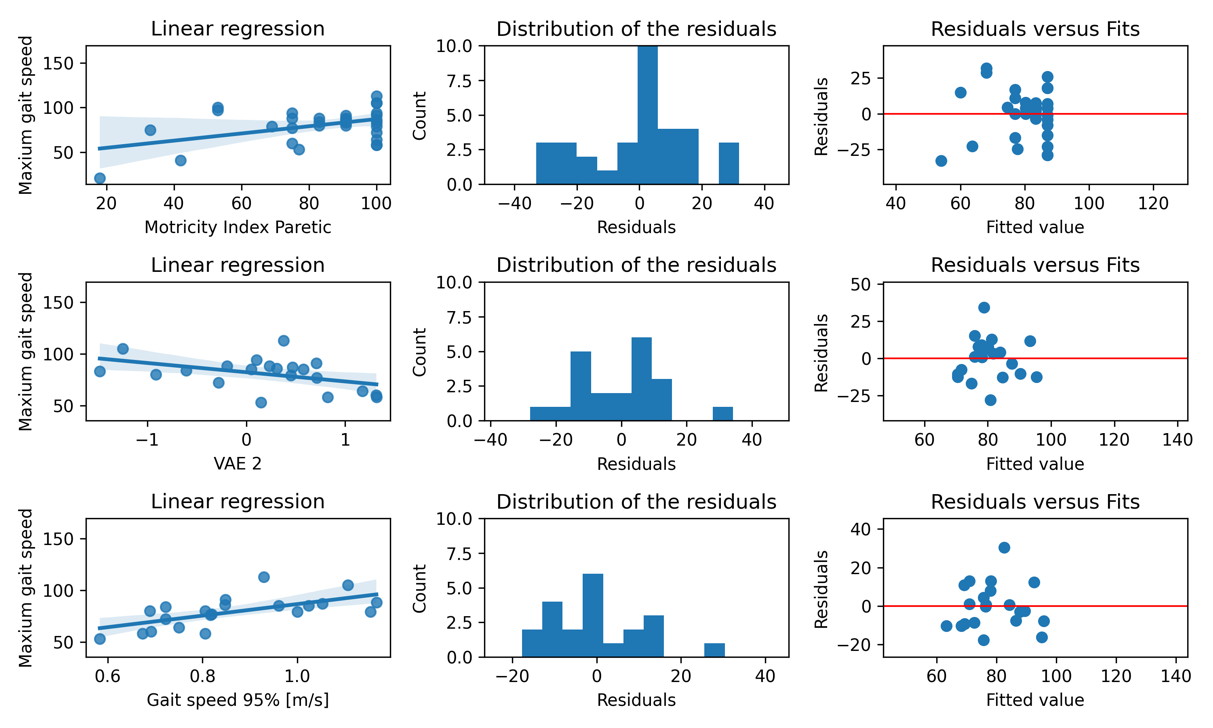 Linear regression
Distribution of the residuals
Residuals versus Fits
Maxium gait speed
150
100
50
20
40
60
80
100
Motricity Index Paretic
Count
10.0
7.5
5.0
2.5
0.0
−40
−20
0
20
40
Residuals
Residuals
25
0
−25
40
60
80
100
120
Fitted value
Linear regression
Distribution of the residuals
Residuals versus Fits
Maxium gait speed
150
100
50
−1
0
1
VAE 2
Count
10.0
7.5
5.0
2.5
0.0
−40
−20
0
20
40
Residuals
Residuals
50
25
0
−25
60
80
100
120
140
Fitted value
Linear regression
Distribution of the residuals
Residuals versus Fits
Maxium gait speed
150
100
50
0.6
0.8
1.0
Gait speed 95% [m/s]
Count
10.0
7.5
5.0
2.5
0.0
−20
0
20
40
Residuals
Residuals
40
20
0
−20
60
80
100
120
140
Fitted value